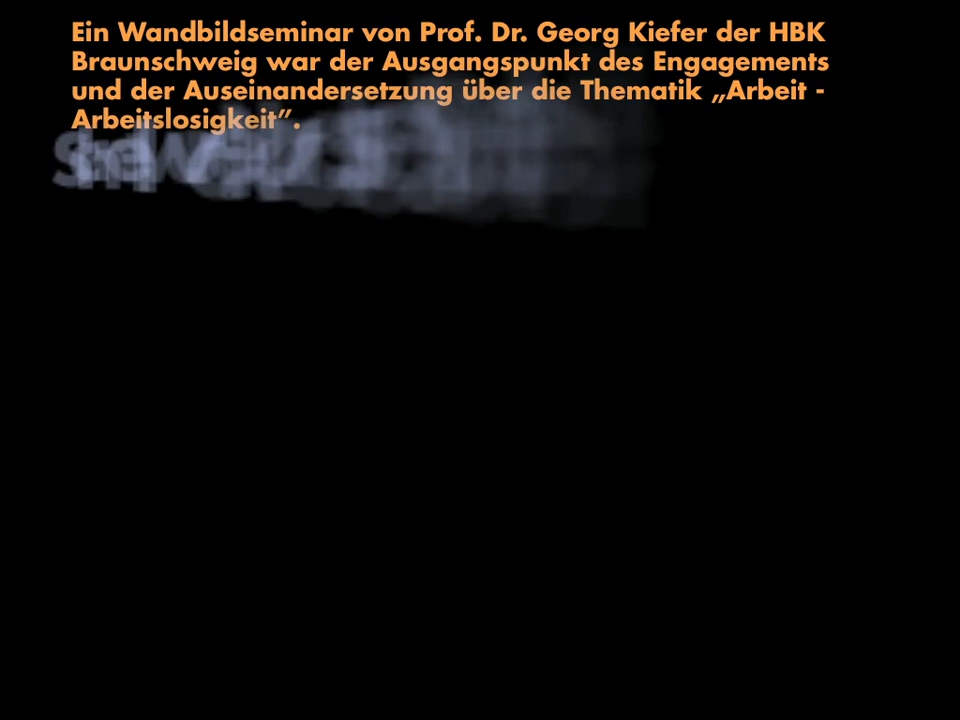 Ein Wandbildseminar von Prof. Dr. Georg Kiefer der HBK
Braunschweig war der Ausgangspunkt des Engagements
und der Auseinandersetzung über die Thematik „Arbeit -
Arbeitslosigkeit”.